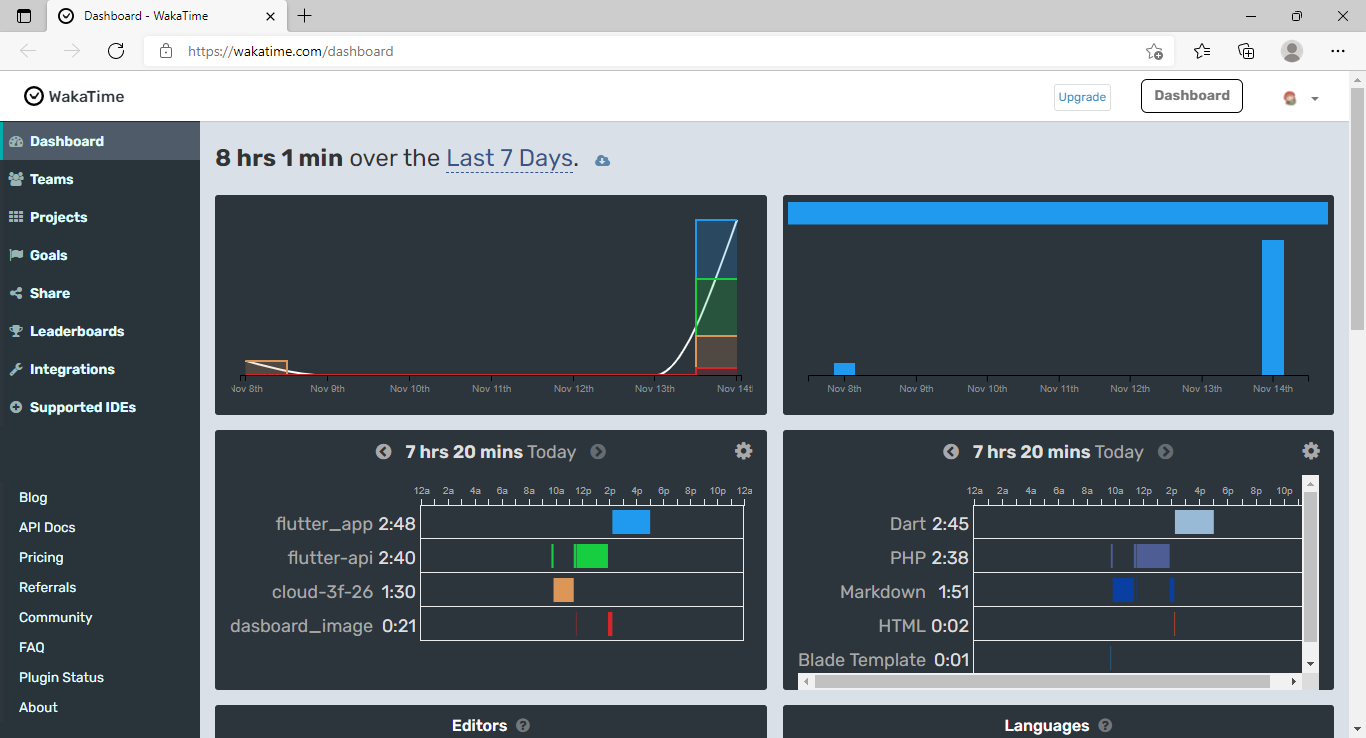 Dashboard - WakaTime
https://wakatime.com/dashboard
WakaTime
Upgrade
Dashboard
Dashboard
Teams
Projects
Goals
Share
Leaderboards
Integrations
Supported IDEs
Blog
API Docs
Pricing
Referrals
Community
FAQ
Plugin Status
About
8 hrs 1 min over the Last 7 Days.
Nov 8th Nov 9th Nov 10th Nov 11th Nov 12th Nov 13th Nov 14t
Nov 8th Nov 9th Nov 10th Nov 11th Nov 12th Nov 13th Nov 14th
7 hrs 20 mins Today
12a 2a 4a 6a 8a 10a 12p 2p 4p 6p 8p 10p 12a
flutter_app 2:48
flutter-api 2:40
cloud-3f-26 1:30
dasboard_image 0:21
7 hrs 20 mins Today
12a 2a 4a 6a 8a 10a 12p 2p 4p 6p 8p 10p
Dart 2:45
PHP 2:38
Markdown 1:51
HTML 0:02
Blade Template 0:01
Editors ?
Languages ?